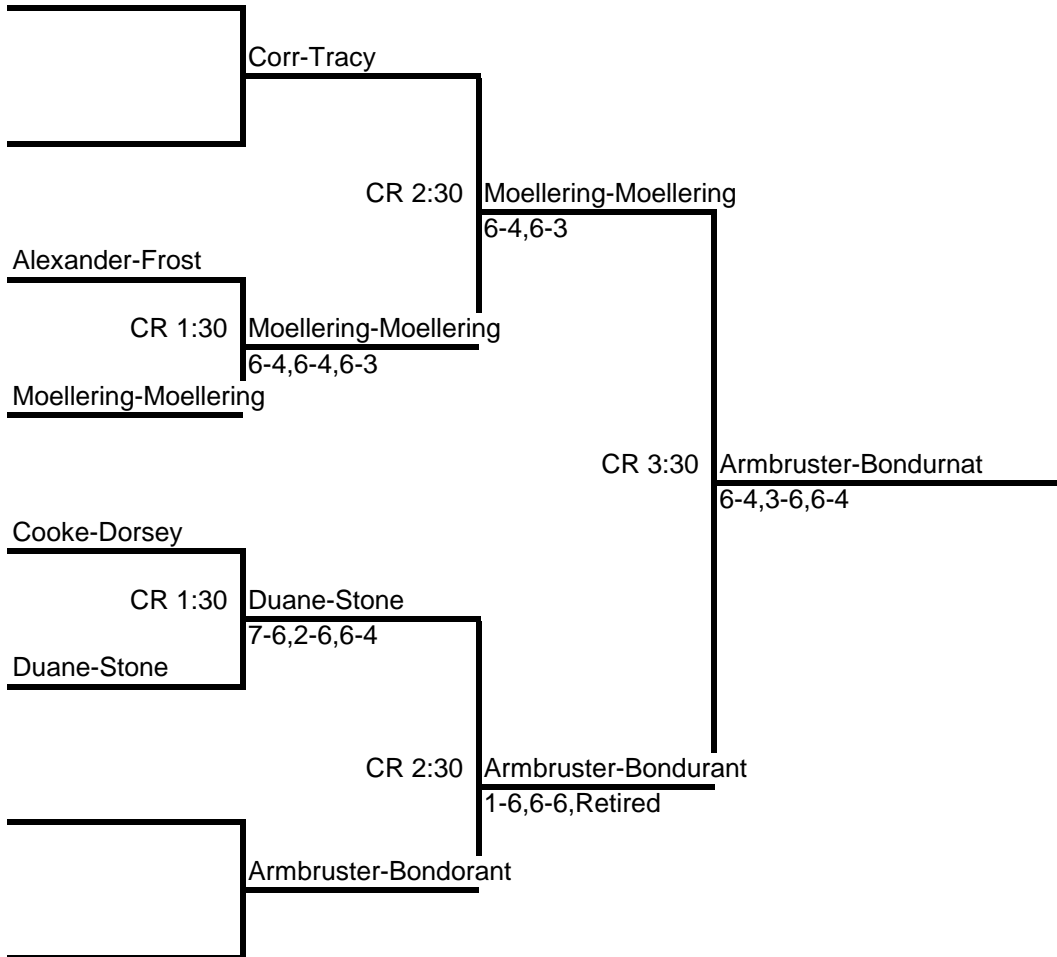 Corr-Tracy
CR 2:30 Moellering-Moellering
6-4,6-3
Alexander-Frost
CR 1:30 Moellering-Moellering
6-4,6-4,6-3
Moellering-Moellering
CR 3:30 Armbruster-Bondurnat
6-4,3-6,6-4
Cooke-Dorsey
CR 1:30 Duane-Stone
7-6,2-6,6-4
Duane-Stone
CR 2:30 Armbruster-Bondurant
1-6,6-6,Retired
Armbruster-Bondorant